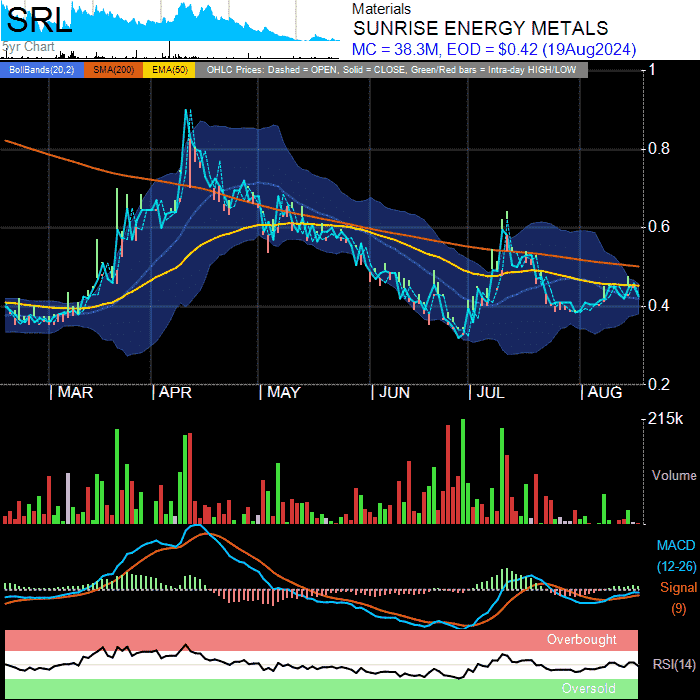 SRL
5yr Chart
Materials
SUNRISE ENERGY METALS
MC = 38.3M, EOD = $0.42 (19Aug2024)
BollBands(20,2) SMA(200) EMA(50) OHLC Prices: Dashed = OPEN, Solid = CLOSE, Green/Red bars = Intra-day HIGH/LOW
1
0.8
0.6
0.4
0.2
MAR APR MAY JUN JUL AUG
215k
Volume
MACD
(12-26)
Signal
(9)
Overbought
RSI(14)
Oversold